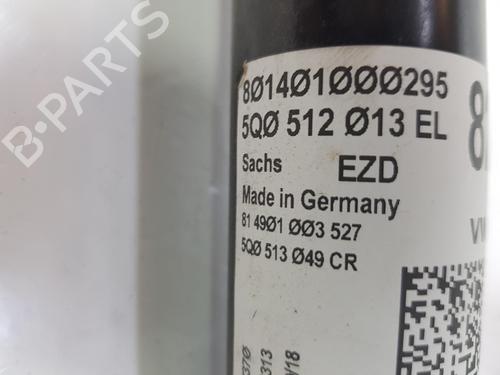 8Ø14Ø1ØØØ295
5QØ 512 Ø13 EL
Sachs EZD
Made in Germany
81 49Ø1 ØØ3 527
5QØ 513 Ø49 CR
B-PARTS